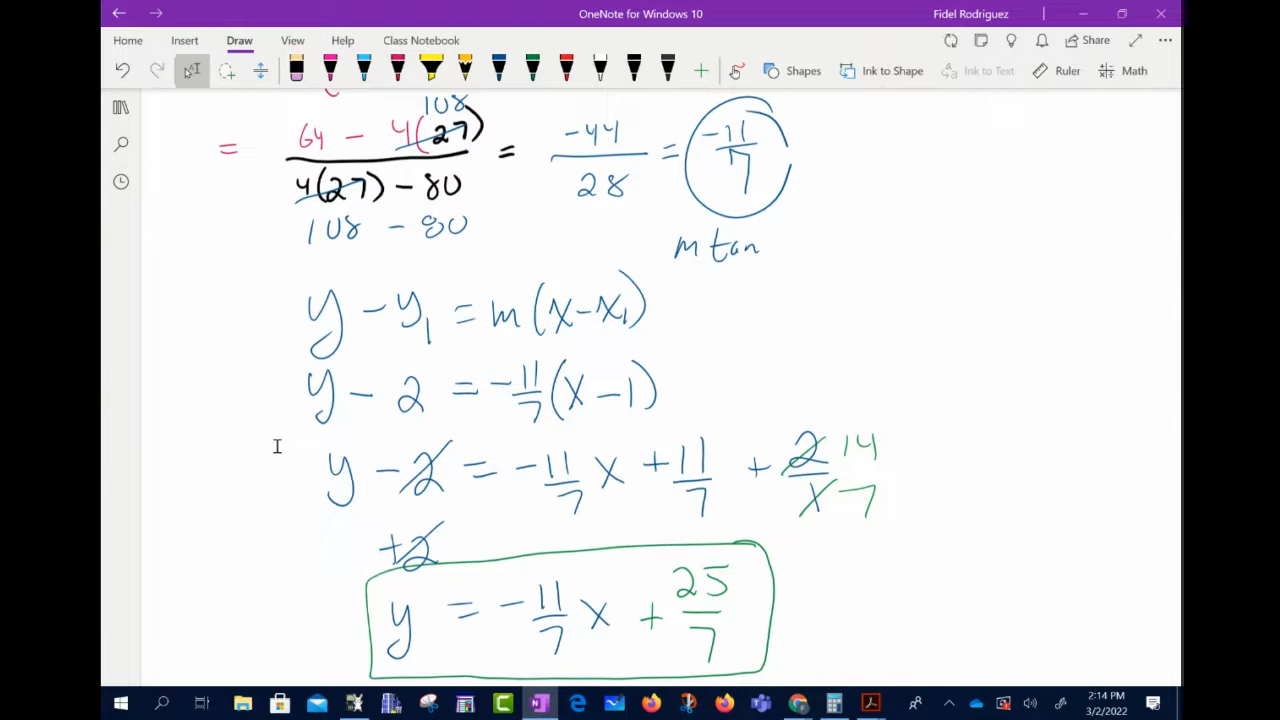 OneNote for Windows 10
Fidel Rodriguez
Home Insert Draw View Help Class Notebook Share
Shapes Ink to Shape Ink to Text Ruler Math
108
= 64 - 4(27) / 4(27) - 80 = -44 / 28 = -11 / 7
108 - 80
m tan
y - y₁ = m(x - x₁)
y - 2 = -11/7 (x - 1)
y - 2 = -11/7 x + 11/7 + 2/1 14/7
+2
y = -11/7 x + 25/7
2:14 PM
3/2/2022